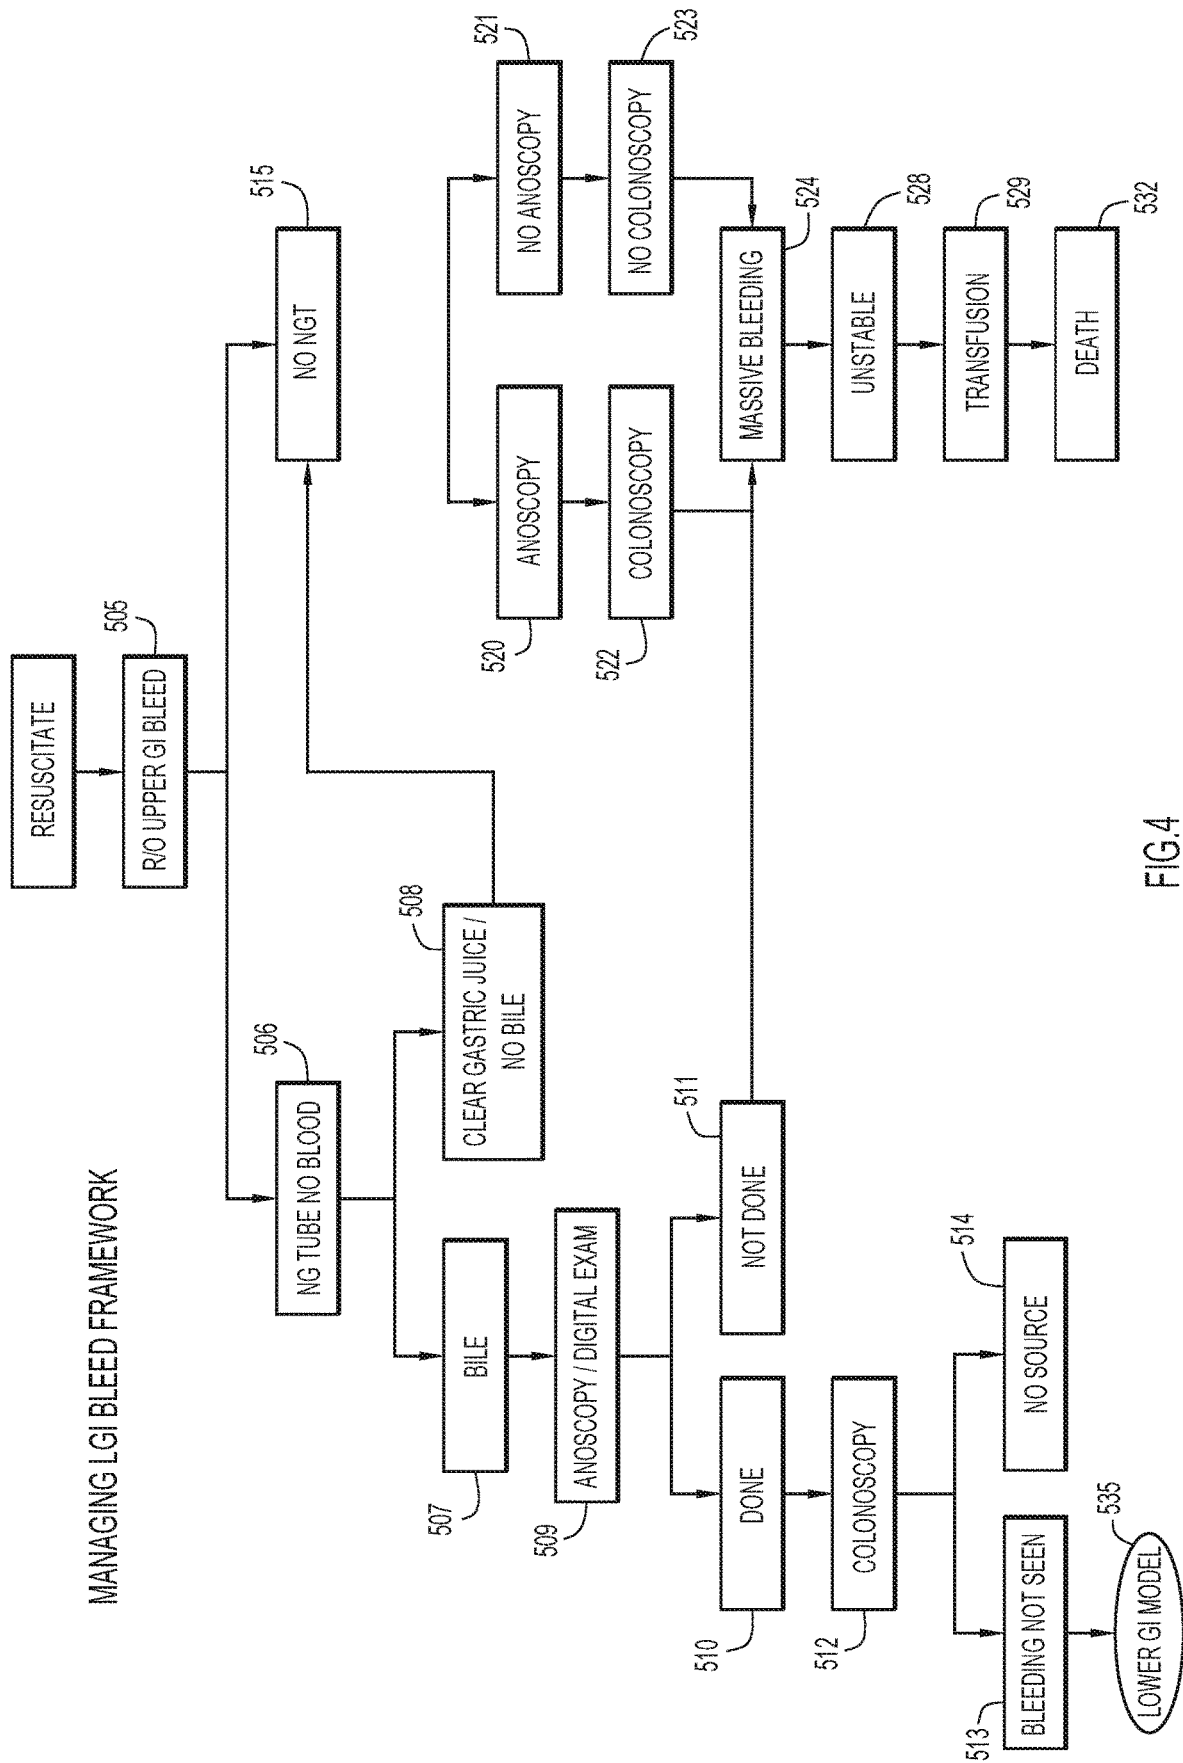 MANAGING LGI BLEED FRAMEWORK
RESUSCITATE
505
R/O UPPER GI BLEED
506
NG TUBE NO BLOOD
515
NO NGT
507
BILE
508
CLEAR GASTRIC JUICE /
NO BILE
509
ANOSCOPY / DIGITAL EXAM
520
ANOSCOPY
521
NO ANOSCOPY
522
COLONOSCOPY
523
NO COLONOSCOPY
510
DONE
511
NOT DONE
524
MASSIVE BLEEDING
512
COLONOSCOPY
528
UNSTABLE
529
TRANSFUSION
513
BLEEDING NOT SEEN
514
NO SOURCE
532
DEATH
535
LOWER GI MODEL
FIG.4